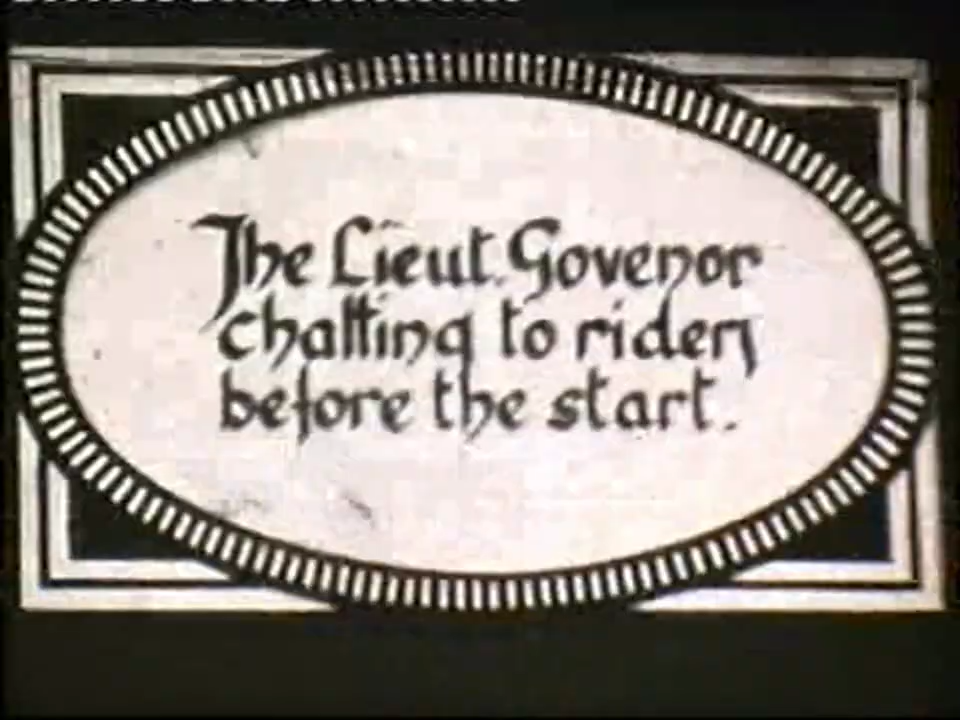 The Lieut. Govenor
chatting to riders
before the start.